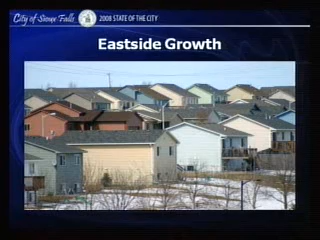 City of Sioux Falls 2008 STATE OF THE CITY
Eastside Growth